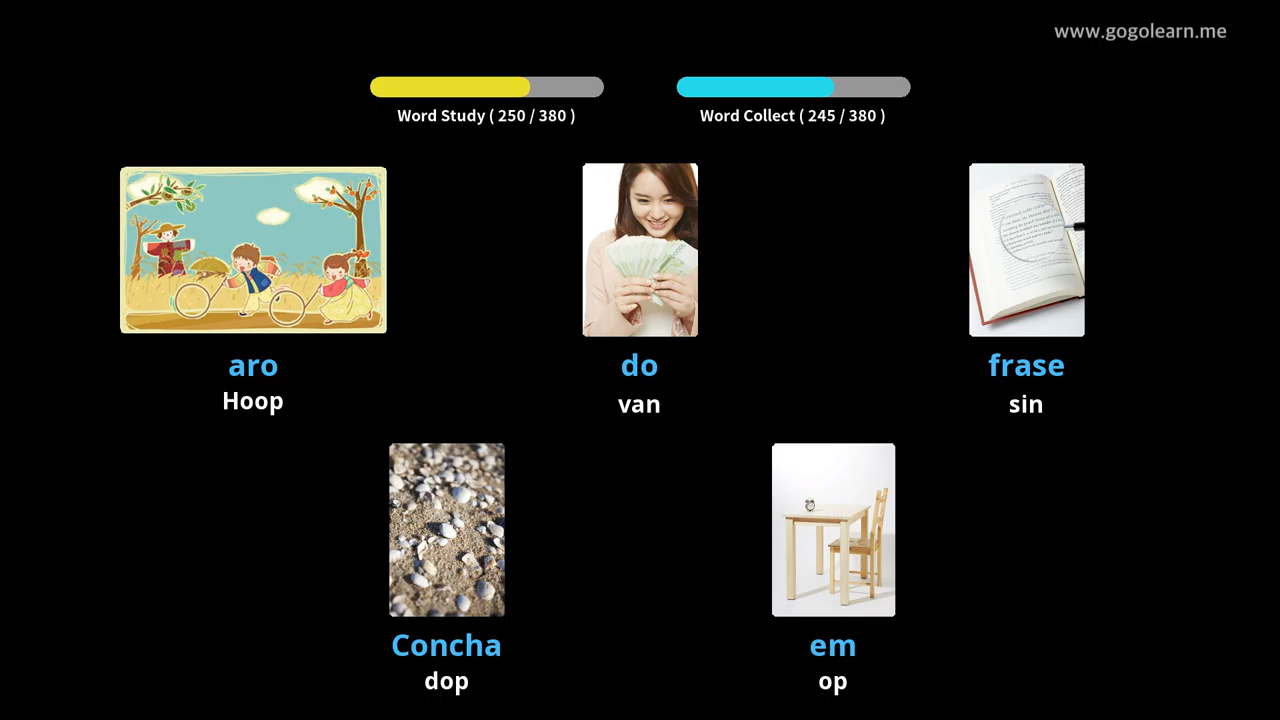 www.gogolearn.me
Word Study ( 250 / 380 )
Word Collect ( 245 / 380 )
aro
Hoop
do
van
frase
sin
Concha
dop
em
op